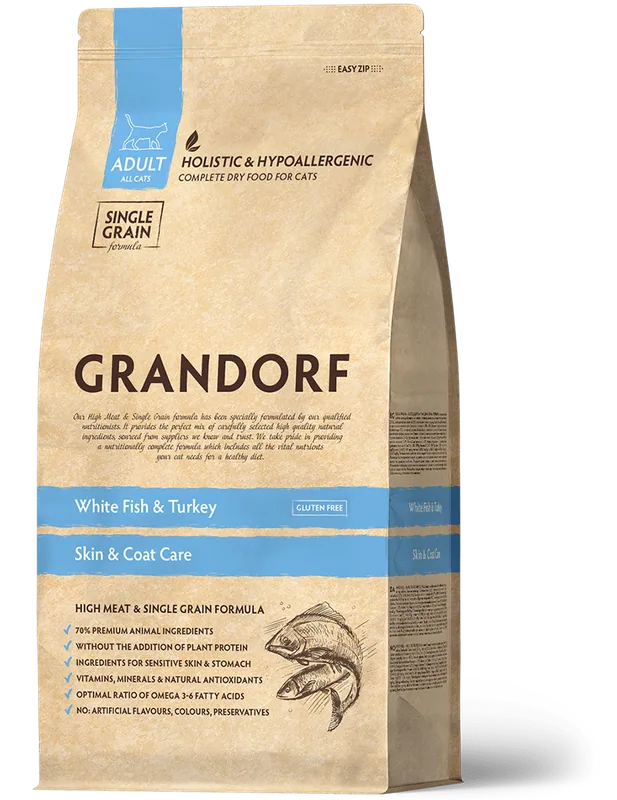 EASY ZIP
ADULT
ALL CATS
HOLISTIC & HYPOALLERGENIC
COMPLETE DRY FOOD FOR CATS
SINGLE
GRAIN
formula
GRANDORF
Our High Meat & Single Grain formula has been specially formulated by our qualified
nutritionists. It provides the perfect mix of carefully selected high quality natural
ingredients, sourced from suppliers we know and trust. We take pride in providing
a nutritionally complete formula which includes all the vital nutrients
your cat needs for a healthy diet.
White Fish & Turkey
GLUTEN FREE
White Fish & Turkey
Skin & Coat Care
Skin & Coat Care
HIGH MEAT & SINGLE GRAIN FORMULA
70% PREMIUM ANIMAL INGREDIENTS
WITHOUT THE ADDITION OF PLANT PROTEIN
INGREDIENTS FOR SENSITIVE SKIN & STOMACH
VITAMINS, MINERALS & NATURAL ANTIOXIDANTS
OPTIMAL RATIO OF OMEGA 3-6 FATTY ACIDS
NO: ARTIFICIAL FLAVOURS, COLOURS, PRESERVATIVES